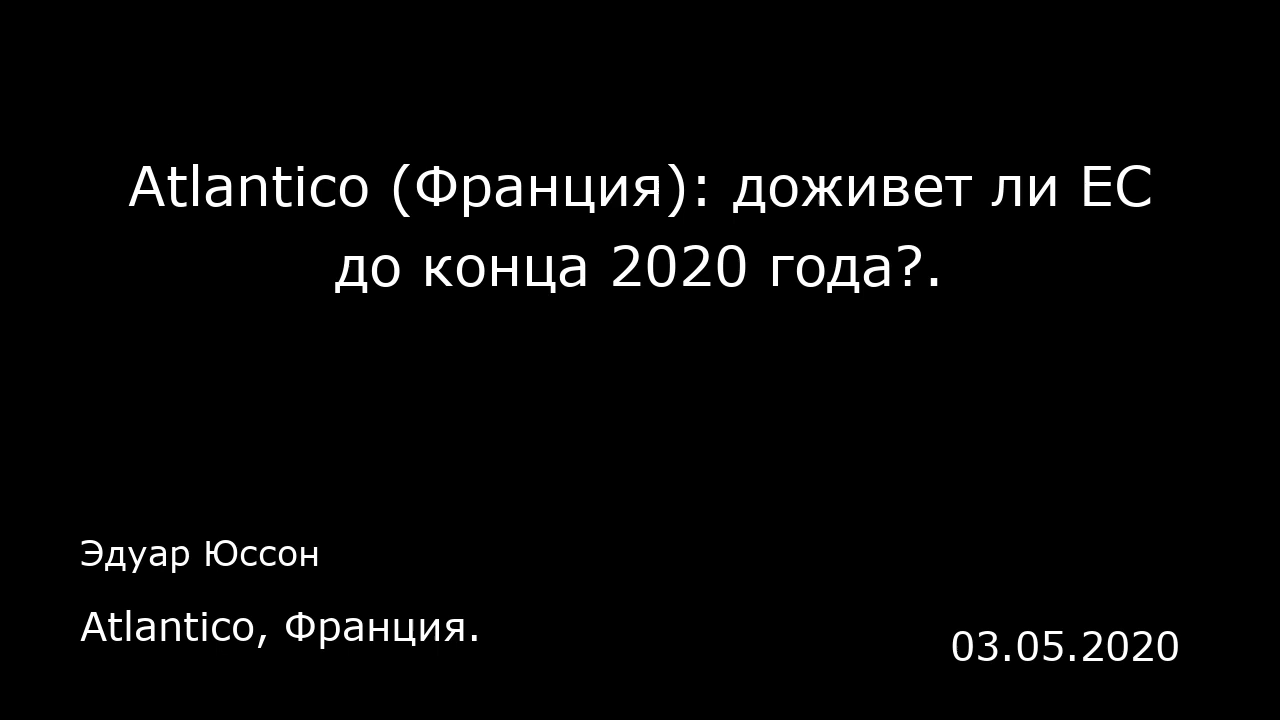 Atlantico (Франция): доживет ли ЕС
до конца 2020 года?.
Эдуар Юссон
Atlantico, Франция.
03.05.2020